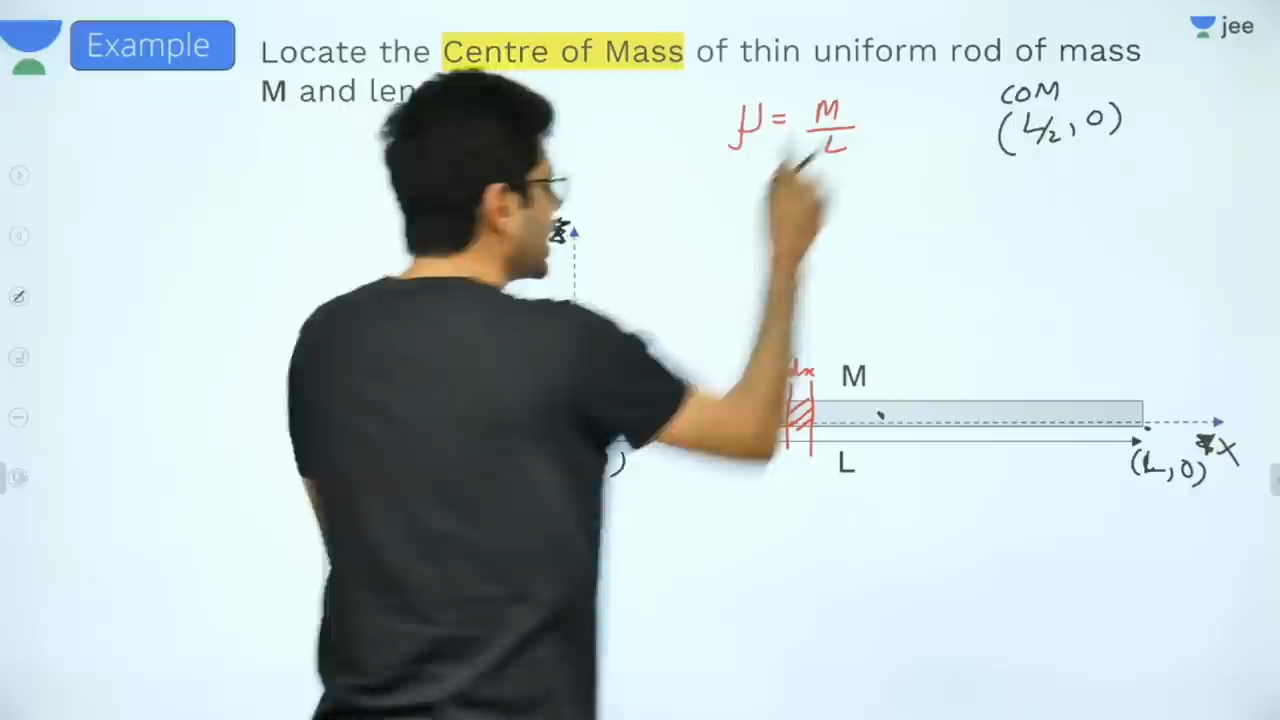 jee
Example
Locate the Centre of Mass of thin uniform rod of mass
M and len
COM
μ = M/L
(L/2, 0)
dx
M
L
)
(L, 0)
X